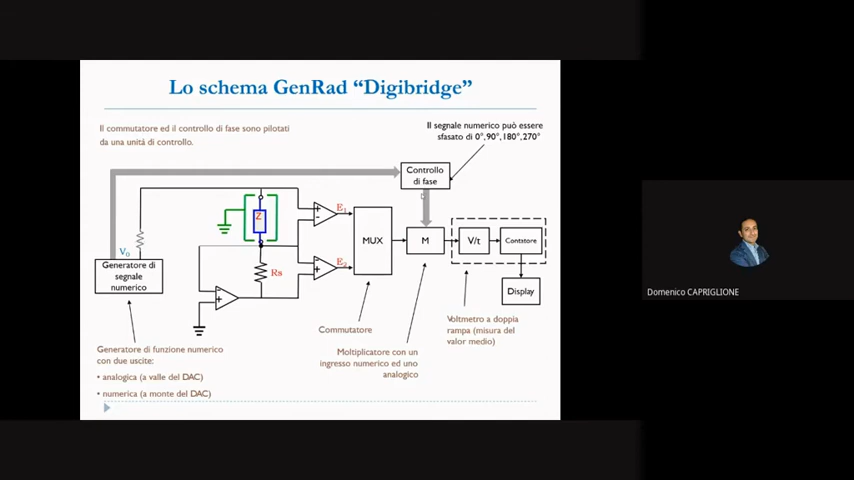 Lo schema GenRad “Digibridge”
Il commutatore ed il controllo di fase sono pilotati
da una unità di controllo.
Il segnale numerico può essere
sfasato di 0°,90°,180°,270°
Controllo
di fase
Z
E1
MUX
M
V/t
Contatore
V0
Generatore di
segnale
numerico
Rs
E2
Display
Generatore di funzione numerico
con due uscite:
• analogica (a valle del DAC)
• numerica (a monte del DAC)
Commutatore
Moltiplicatore con un
ingresso numerico ed uno
analogico
Voltmetro a doppia
rampa (misura del
valor medio)
Domenico CAPRIGLIONE